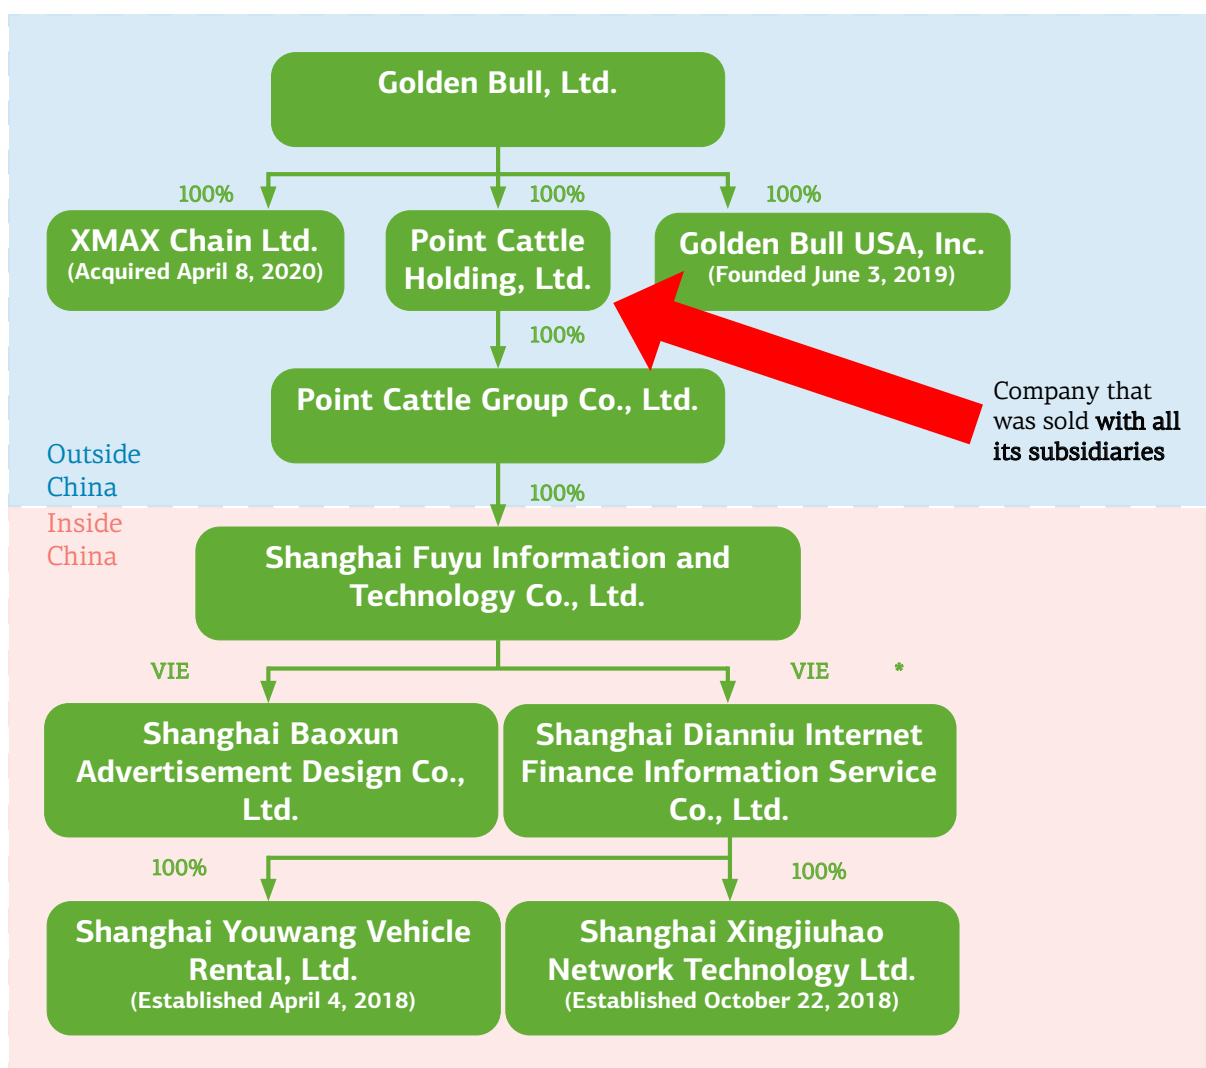 Golden Bull, Ltd.
100%
100%
100%
XMAX Chain Ltd.
(Acquired April 8, 2020)
Point Cattle
Holding, Ltd.
Golden Bull USA, Inc.
(Founded June 3, 2019)
100%
Point Cattle Group Co., Ltd.
Company that
was sold with all
its subsidiaries
Outside
China
100%
Inside
China
Shanghai Fuyu Information and
Technology Co., Ltd.
VIE
VIE *
Shanghai Baoxun
Advertisement Design Co.,
Ltd.
Shanghai Dianniu Internet
Finance Information Service
Co., Ltd.
100%
100%
Shanghai Youwang Vehicle
Rental, Ltd.
(Established April 4, 2018)
Shanghai Xingjiuhao
Network Technology Ltd.
(Established October 22, 2018)